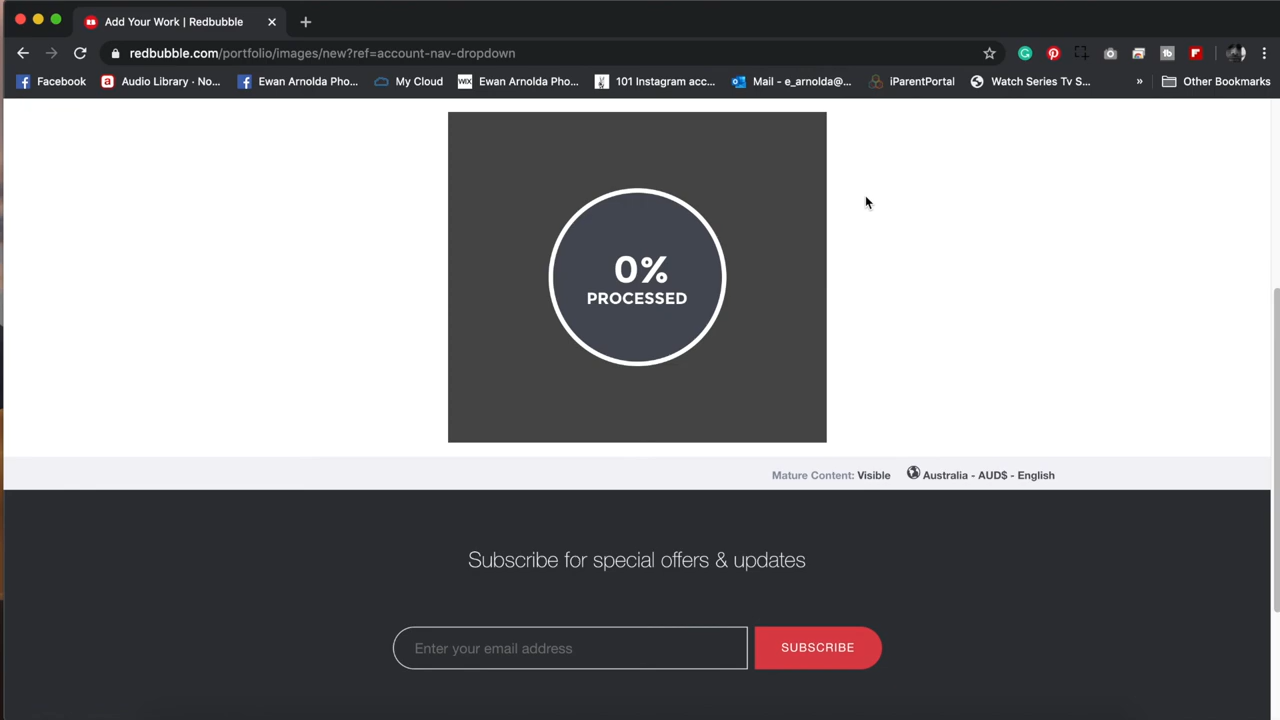 Add Your Work | Redbubble
redbubble.com/portfolio/images/new?ref=account-nav-dropdown
Facebook
Audio Library · No...
Ewan Arnolda Pho...
My Cloud
WIX
Ewan Arnolda Pho...
101 Instagram acc...
Mail - e_arnolda@...
iParentPortal
Watch Series Tv S...
»
Other Bookmarks
0%
PROCESSED
Mature Content: Visible
Australia - AUD$ - English
Subscribe for special offers & updates
Enter your email address
SUBSCRIBE